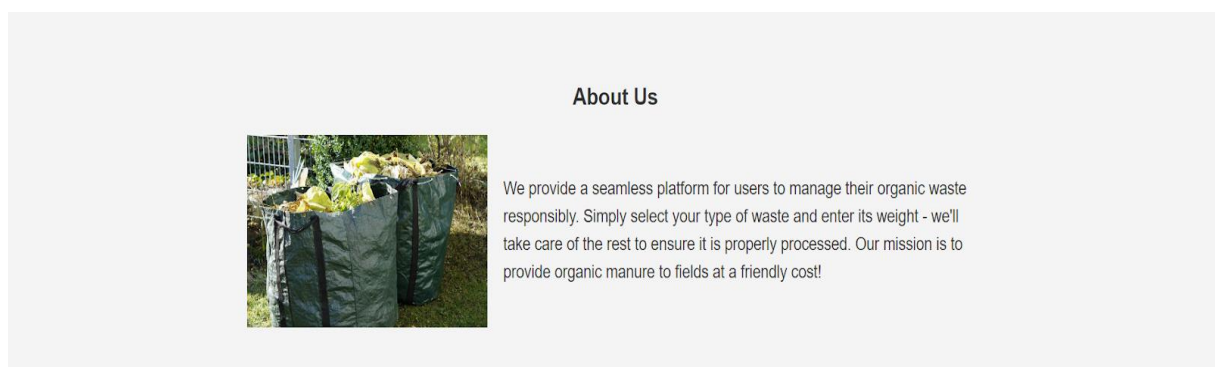 About Us
We provide a seamless platform for users to manage their organic waste
responsibly. Simply select your type of waste and enter its weight - we'll
take care of the rest to ensure it is properly processed. Our mission is to
provide organic manure to fields at a friendly cost!